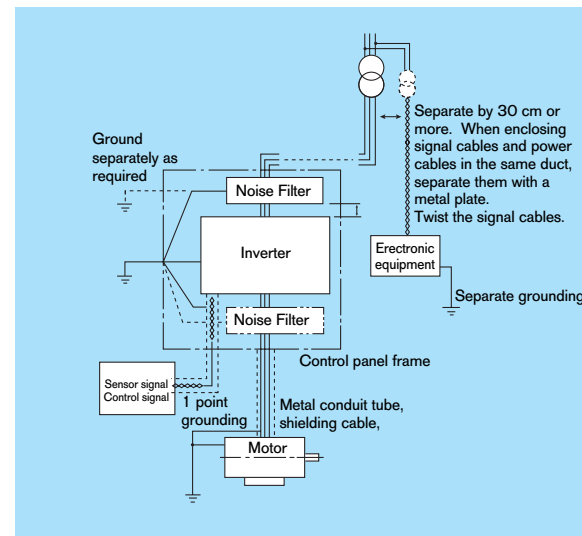 Separate by 30 cm or
more. When enclosing
signal cables and power
cables in the same duct,
separate them with a
metal plate.
Twist the signal cables.
Ground
separately as
required
Noise Filter
Inverter
Erectronic
equipment
Separate grounding
Noise Filter
Control panel frame
Sensor signal
Control signal
1 point
grounding
Metal conduit tube,
shielding cable,
Motor